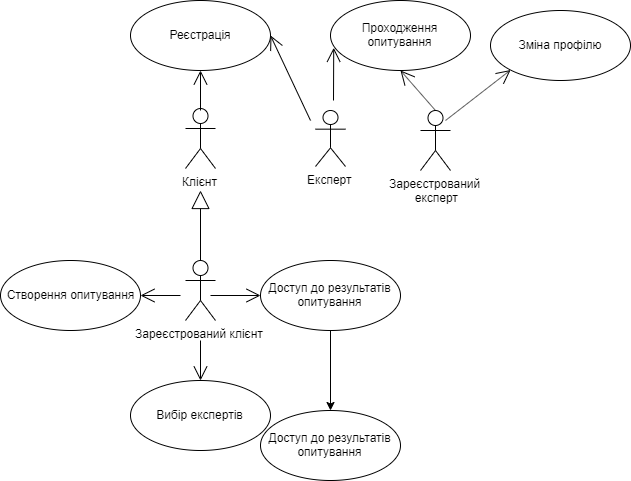 Реєстрація
Проходження
опитування
Зміна профілю
Клієнт
Експерт
Зареєстрований
експерт
Створення опитування
Доступ до результатів
опитування
Зареєстрований клієнт
Вибір експертів
Доступ до результатів
опитування